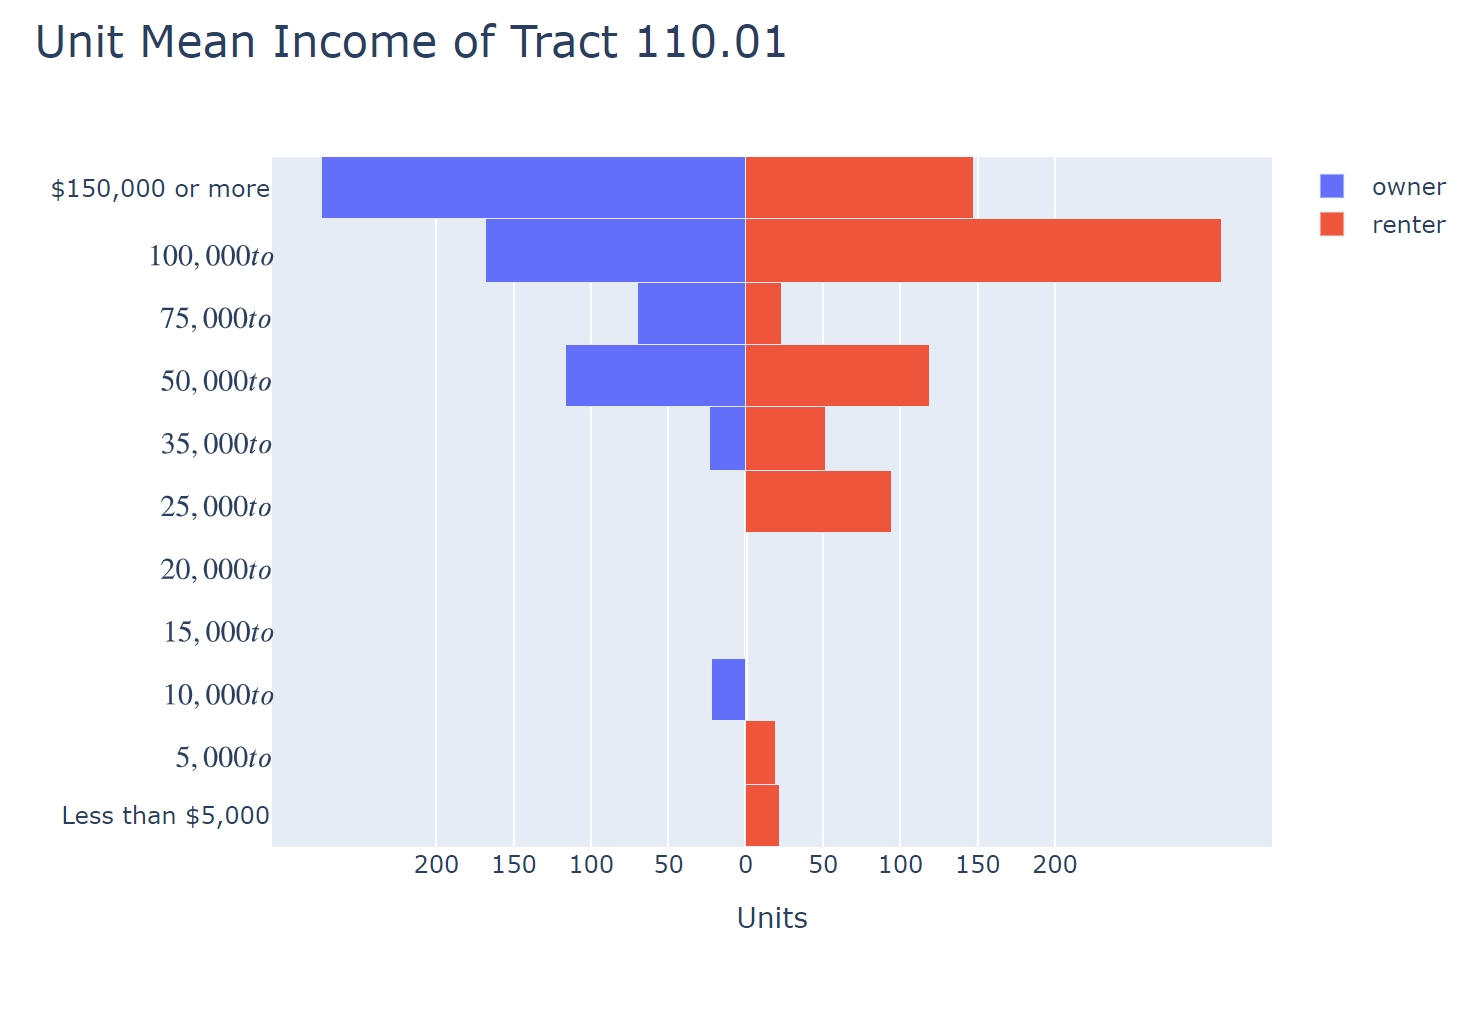 Unit Mean Income of Tract 110.01
$150,000 or more
100,000to
75,000to
50,000to
35,000to
25,000to
20,000to
15,000to
10,000to
5,000to
Less than $5,000
200 150 100 50 0 50 100 150 200
Units
owner
renter